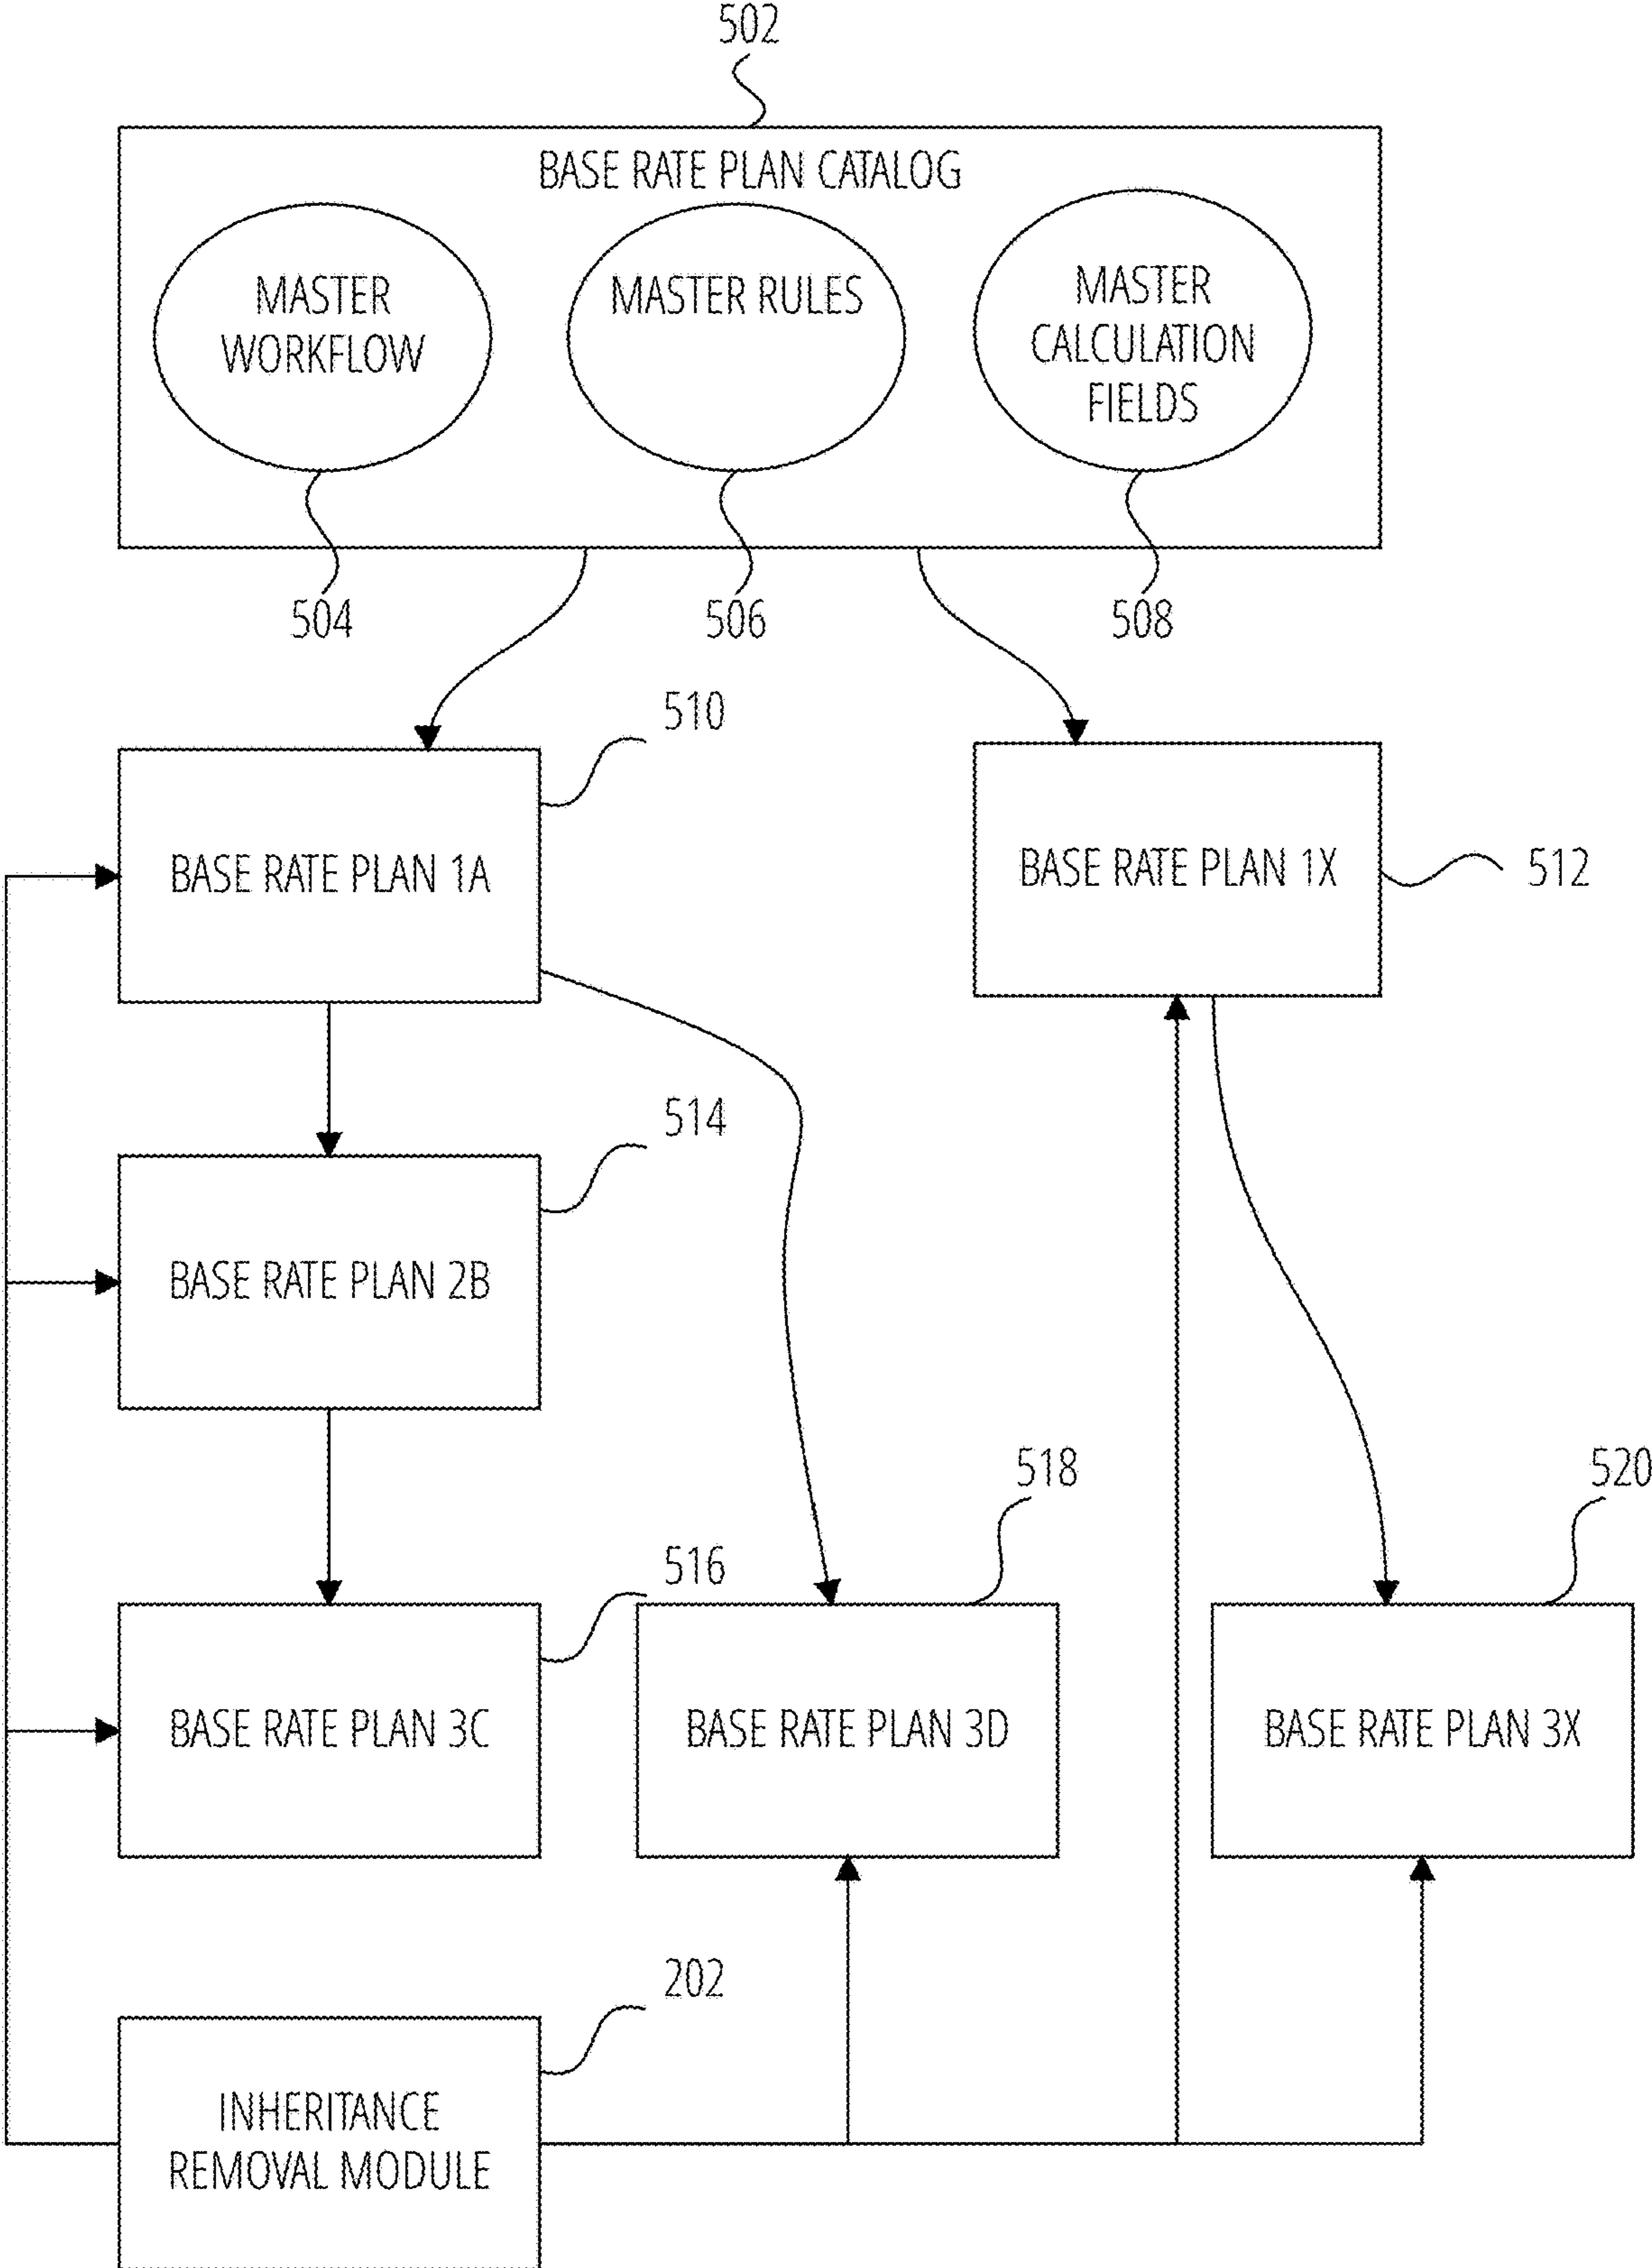 502
BASE RATE PLAN CATALOG
MASTER
WORKFLOW
MASTER RULES
MASTER
CALCULATION
FIELDS
504
506
508
510
BASE RATE PLAN 1A
BASE RATE PLAN 1X
512
514
BASE RATE PLAN 2B
518
520
516
BASE RATE PLAN 3C
BASE RATE PLAN 3D
BASE RATE PLAN 3X
202
INHERITANCE
REMOVAL MODULE